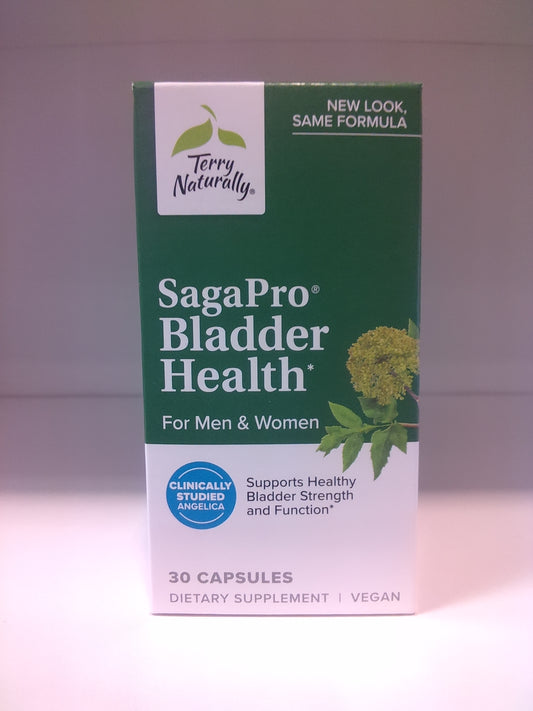 Terry
Naturally®
NEW LOOK,
SAME FORMULA
SagaPro®
Bladder
Health*
For Men & Women
CLINICALLY
STUDIED
ANGELICA
Supports Healthy
Bladder Strength
and Function*
30 CAPSULES
DIETARY SUPPLEMENT | VEGAN